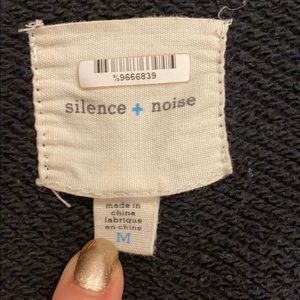 %9666839
silence + noise
made in
china
fabriqué
en chine
M